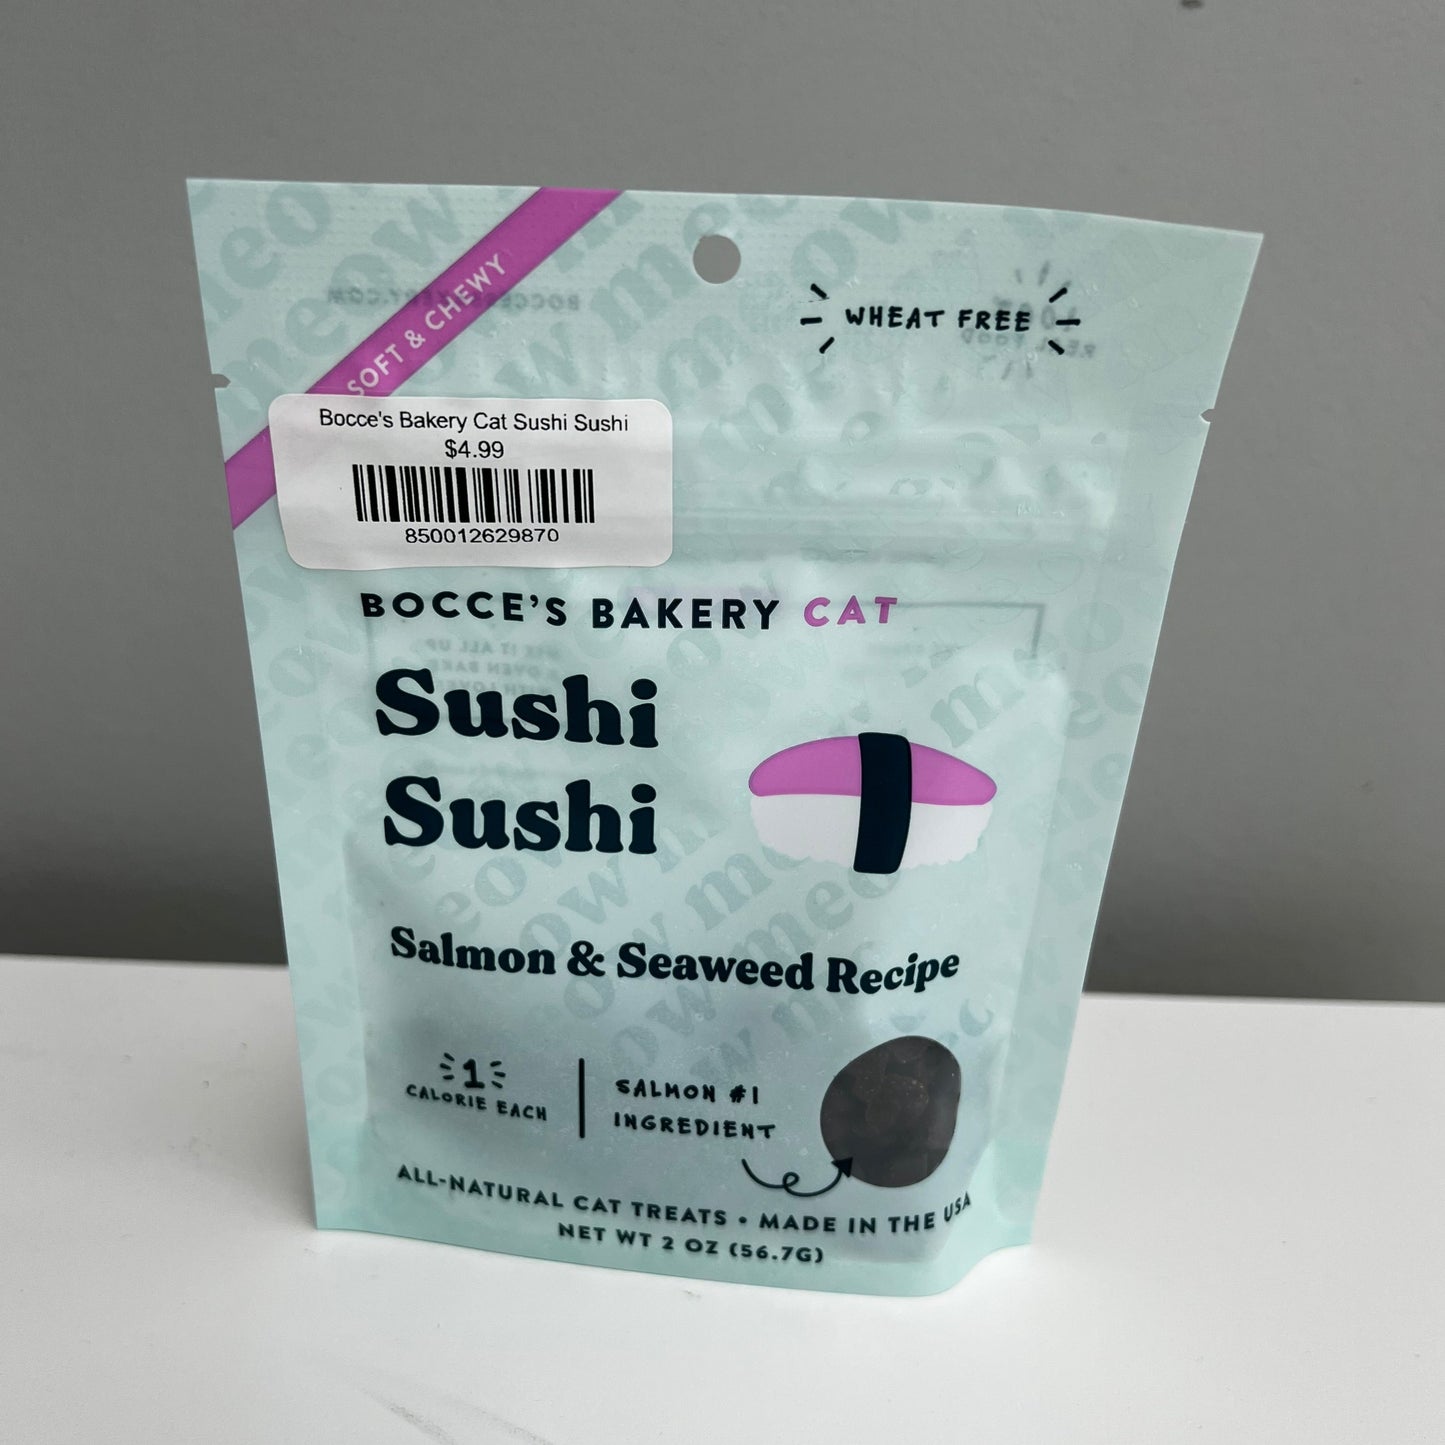 SOFT & CHEWY
WHEAT FREE
Bocce's Bakery Cat Sushi Sushi
$4.99
850012629870
BOCCE'S BAKERY CAT
Sushi
Sushi
Salmon & Seaweed Recipe
1
CALORIE EACH
SALMON #1
INGREDIENT
ALL-NATURAL CAT TREATS • MADE IN THE USA
NET WT 2 OZ (56.7G)
meow